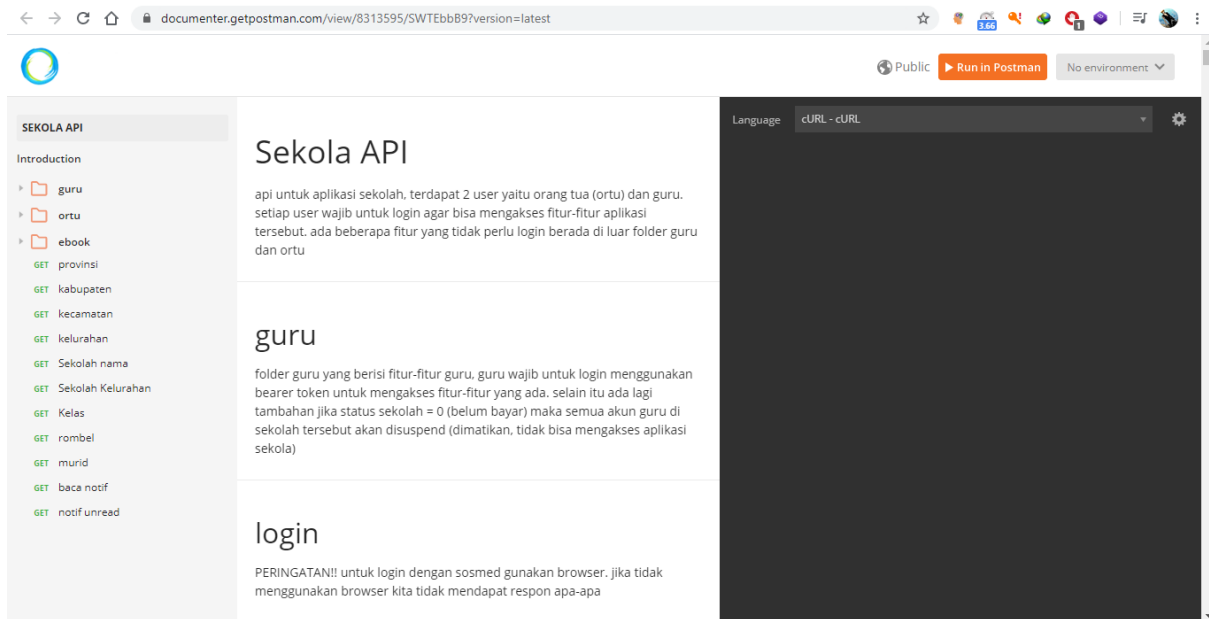 documenter.getpostman.com/view/8313595/SWTEbbB9?version=latest
3.66
1
Public
Run in Postman
No environment
SEKOLA API
Introduction
guru
ortu
ebook
GET provinsi
GET kabupaten
GET kecamatan
GET kelurahan
GET Sekolah nama
GET Sekolah Kelurahan
GET Kelas
GET rombel
GET murid
GET baca notif
GET notif unread
Sekola API
api untuk aplikasi sekolah, terdapat 2 user yaitu orang tua (ortu) dan guru.
setiap user wajib untuk login agar bisa mengakses fitur-fitur aplikasi
tersebut. ada beberapa fitur yang tidak perlu login berada di luar folder guru
dan ortu
guru
folder guru yang berisi fitur-fitur guru, guru wajib untuk login menggunakan
bearer token untuk mengakses fitur-fitur yang ada. selain itu ada lagi
tambahan jika status sekolah = 0 (belum bayar) maka semua akun guru di
sekolah tersebut akan disuspend (dimatikan, tidak bisa mengakses aplikasi
sekola)
login
PERINGATAN!! untuk login dengan sosmed gunakan browser. jika tidak
menggunakan browser kita tidak mendapat respon apa-apa
Language
cURL - cURL